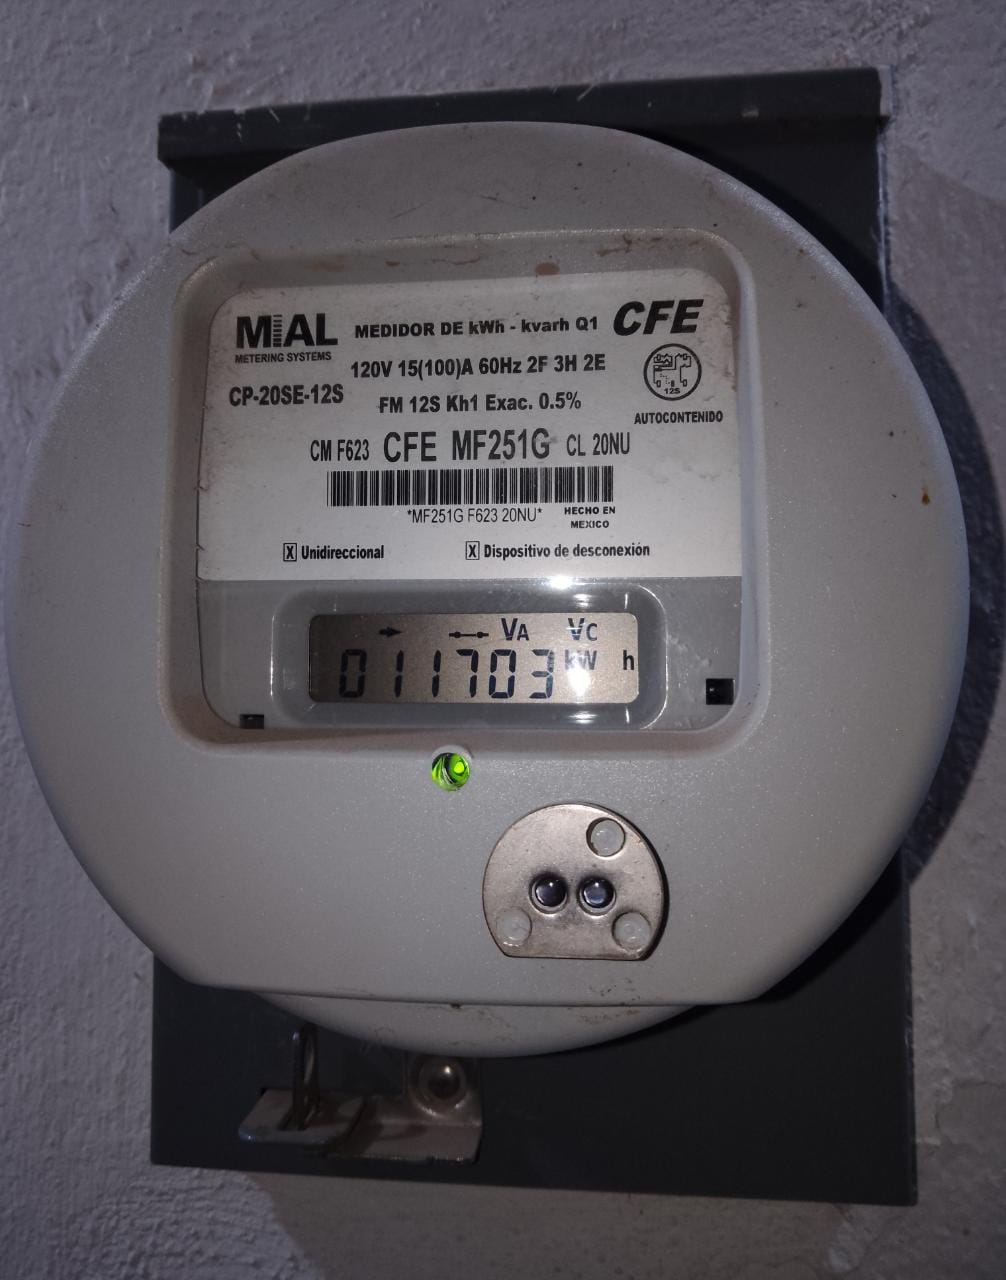 MIAL
METERING SYSTEMS
MEDIDOR DE kWh - kvarh Q1
CFE
120V 15(100)A 60Hz 2F 3H 2E
CP-20SE-12S
FM 12S Kh1 Exac. 0.5%
12S
AUTOCONTENIDO
CM F623 CFE MF251G CL 20NU
*MF251G F623 20NU*
HECHO EN
MEXICO
X Unidireccional
X Dispositivo de desconexión
VA VC
011703 kW h